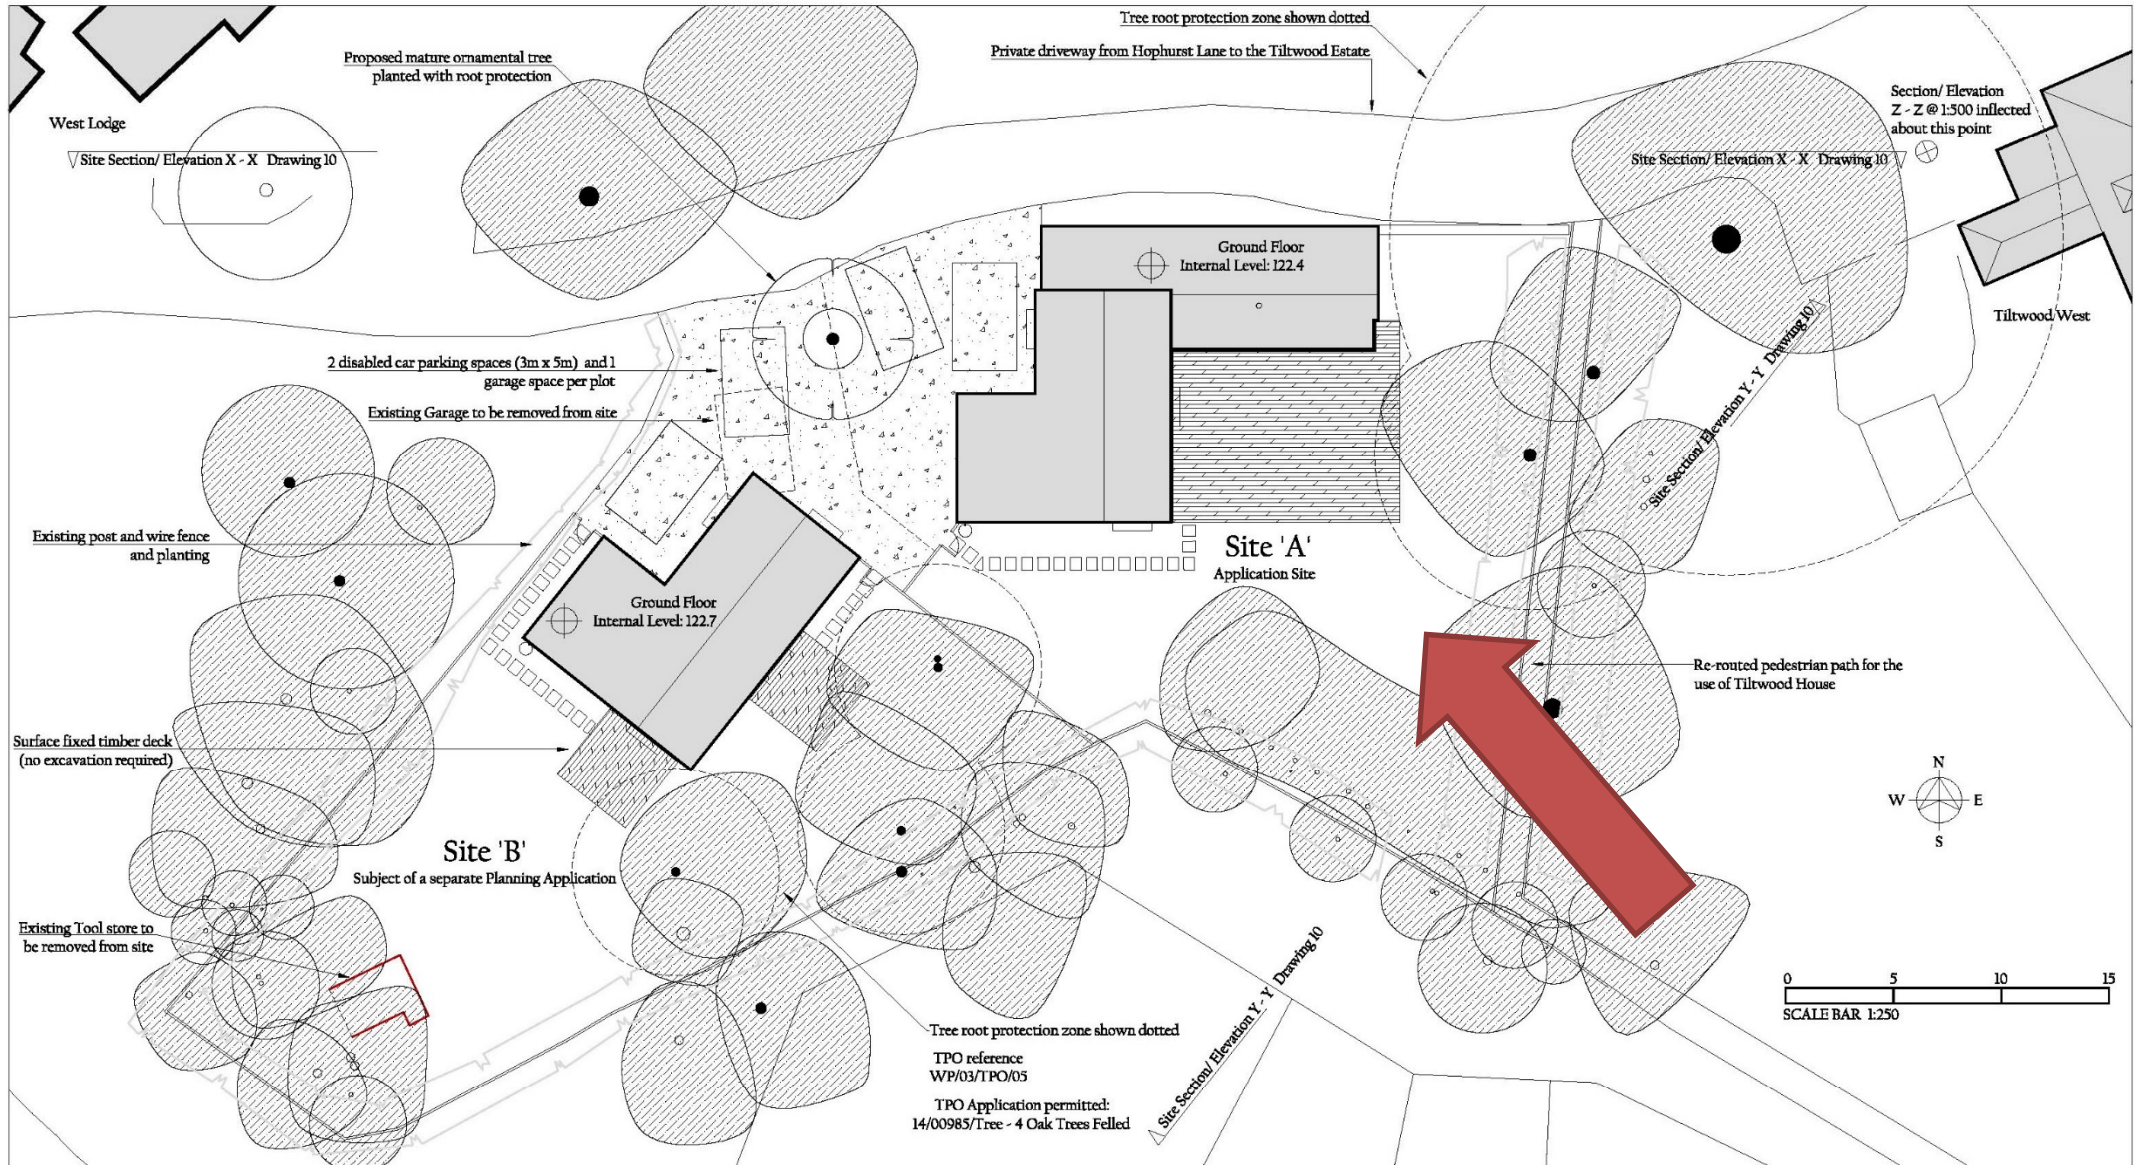 Tree root protection zone shown dotted
Private driveway from Hophurst Lane to the Tiltwood Estate
Proposed mature ornamental tree
planted with root protection
West Lodge
Site Section/ Elevation X - X Drawing 10
Section/ Elevation
Z - Z @ 1:500 inflected
about this point
Site Section/ Elevation X - X Drawing 10
Tiltwood West
Ground Floor
Internal Level: 122.4
2 disabled car parking spaces (3m x 5m) and 1
garage space per plot
Existing Garage to be removed from site
Site Section/ Elevation Y - Y Drawing 10
Existing post and wire fence
and planting
Site 'A'
Application Site
Ground Floor
Internal Level: 122.7
Re-routed pedestrian path for the
use of Tiltwood House
Surface fixed timber deck
(no excavation required)
N
W
E
S
Site 'B'
Subject of a separate Planning Application
Existing Tool store to
be removed from site
0 5 10 15
SCALE BAR 1:250
Tree root protection zone shown dotted
TPO reference
WP/03/TPO/05
TPO Application permitted:
14/00985/Tree - 4 Oak Trees Felled
Site Section/ Elevation Y - Y Drawing 10